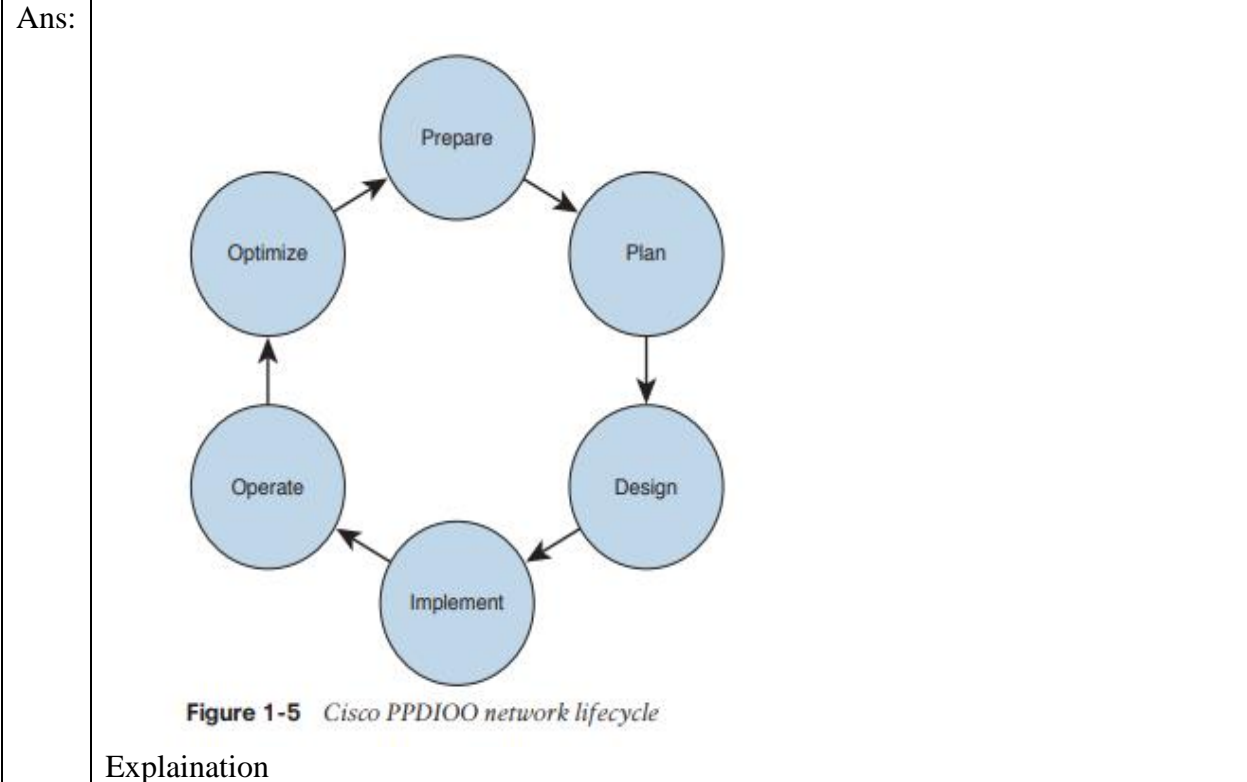 Ans:
Prepare
Optimize
Plan
Operate
Design
Implement
Figure 1-5 Cisco PPDIOO network lifecycle
Explaination